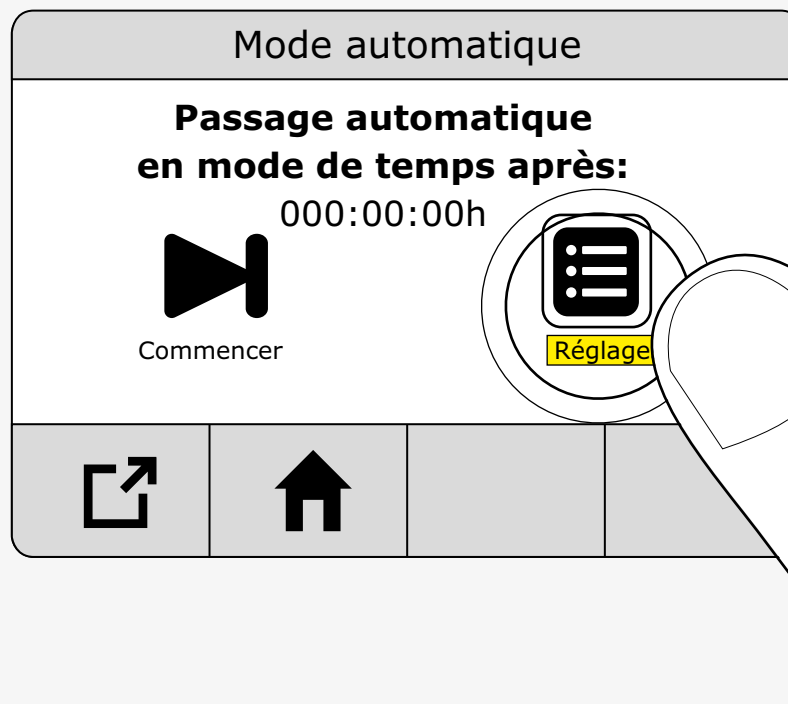 Mode automatique
Passage automatique
en mode de temps après:
000:00:00h
Commencer
Réglage